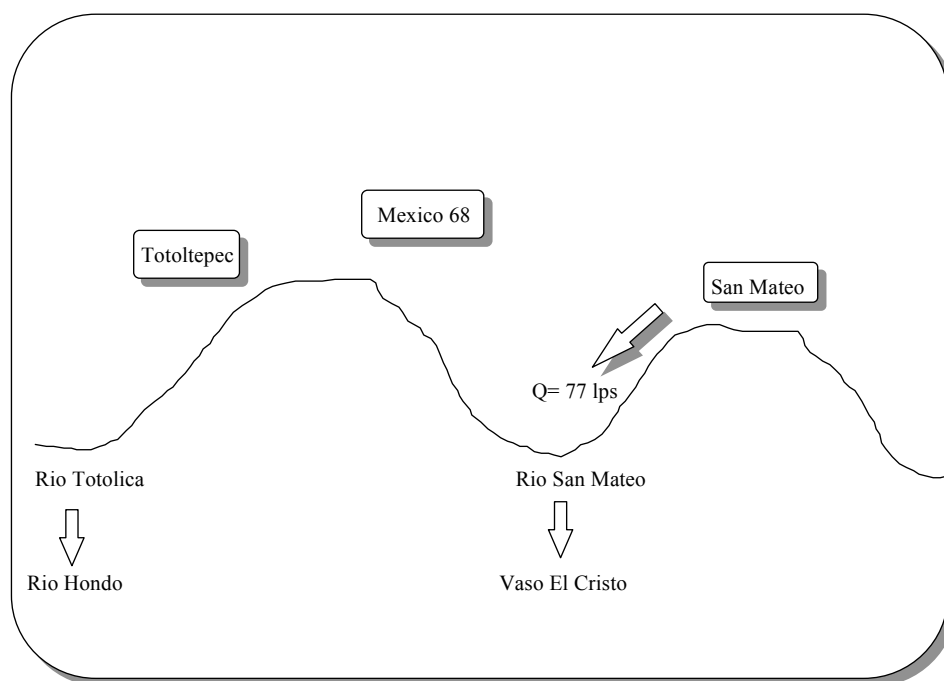 Mexico 68
Totoltepec
San Mateo
Q= 77 lps
Rio Totolica
Rio San Mateo
Rio Hondo
Vaso El Cristo